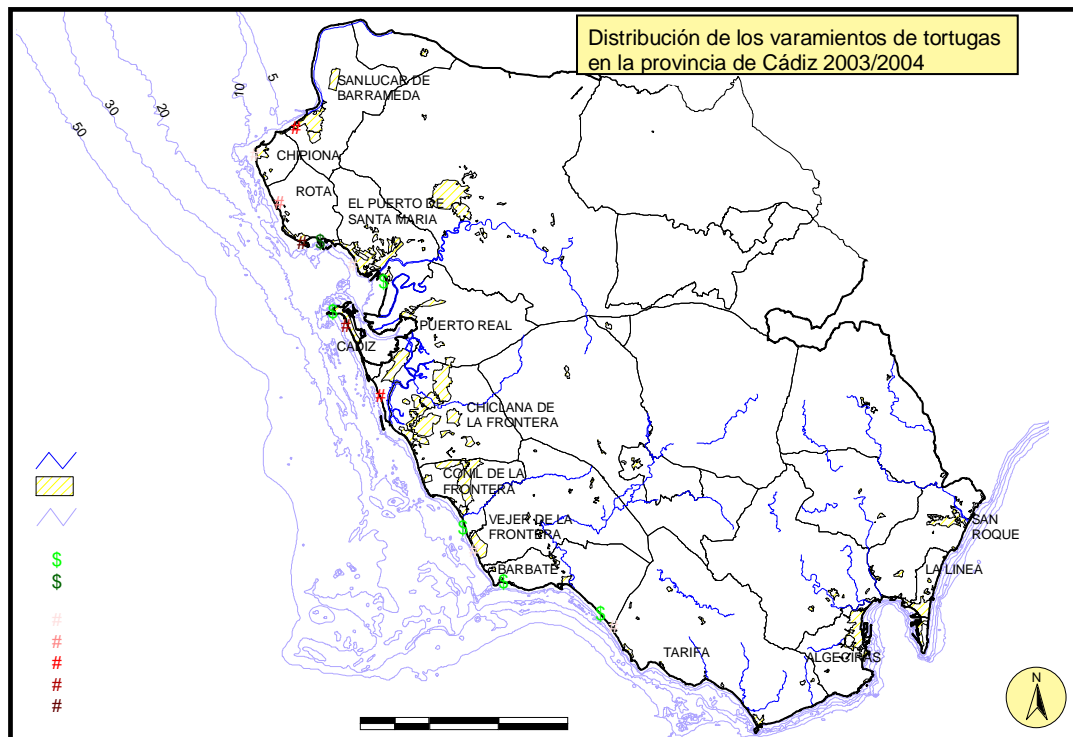 Distribución de los varamientos de tortugas
en la provincia de Cádiz 2003/2004
5
10
20
30
50
SANLUCAR DE
BARRAMEDA
#
CHIPIONA
#
ROTA
#
EL PUERTO DE
SANTA MARIA
#
$
$
$
#
PUERTO REAL
CADIZ
#
CHICLANA DE
LA FRONTERA
CONIL DE LA
FRONTERA
$
VEJER DE LA
FRONTERA
#
SAN
ROQUE
BARBATE
$
LA LINEA
$
#
TARIFA
ALGECIRAS
$
$
#
#
#
#
#
N